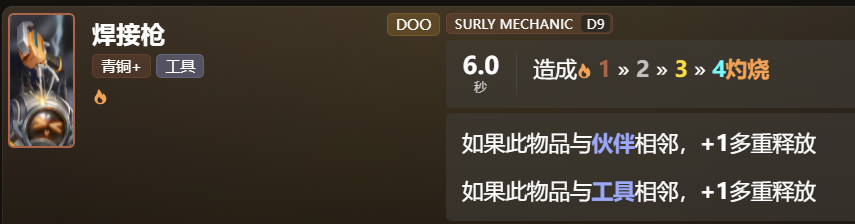 焊接枪
DOO
青铜+ 工具
SURLY MECHANIC D9
6.0
秒
造成 1 » 2 » 3 » 4灼烧
如果此物品与伙伴相邻，+1多重释放
如果此物品与工具相邻，+1多重释放